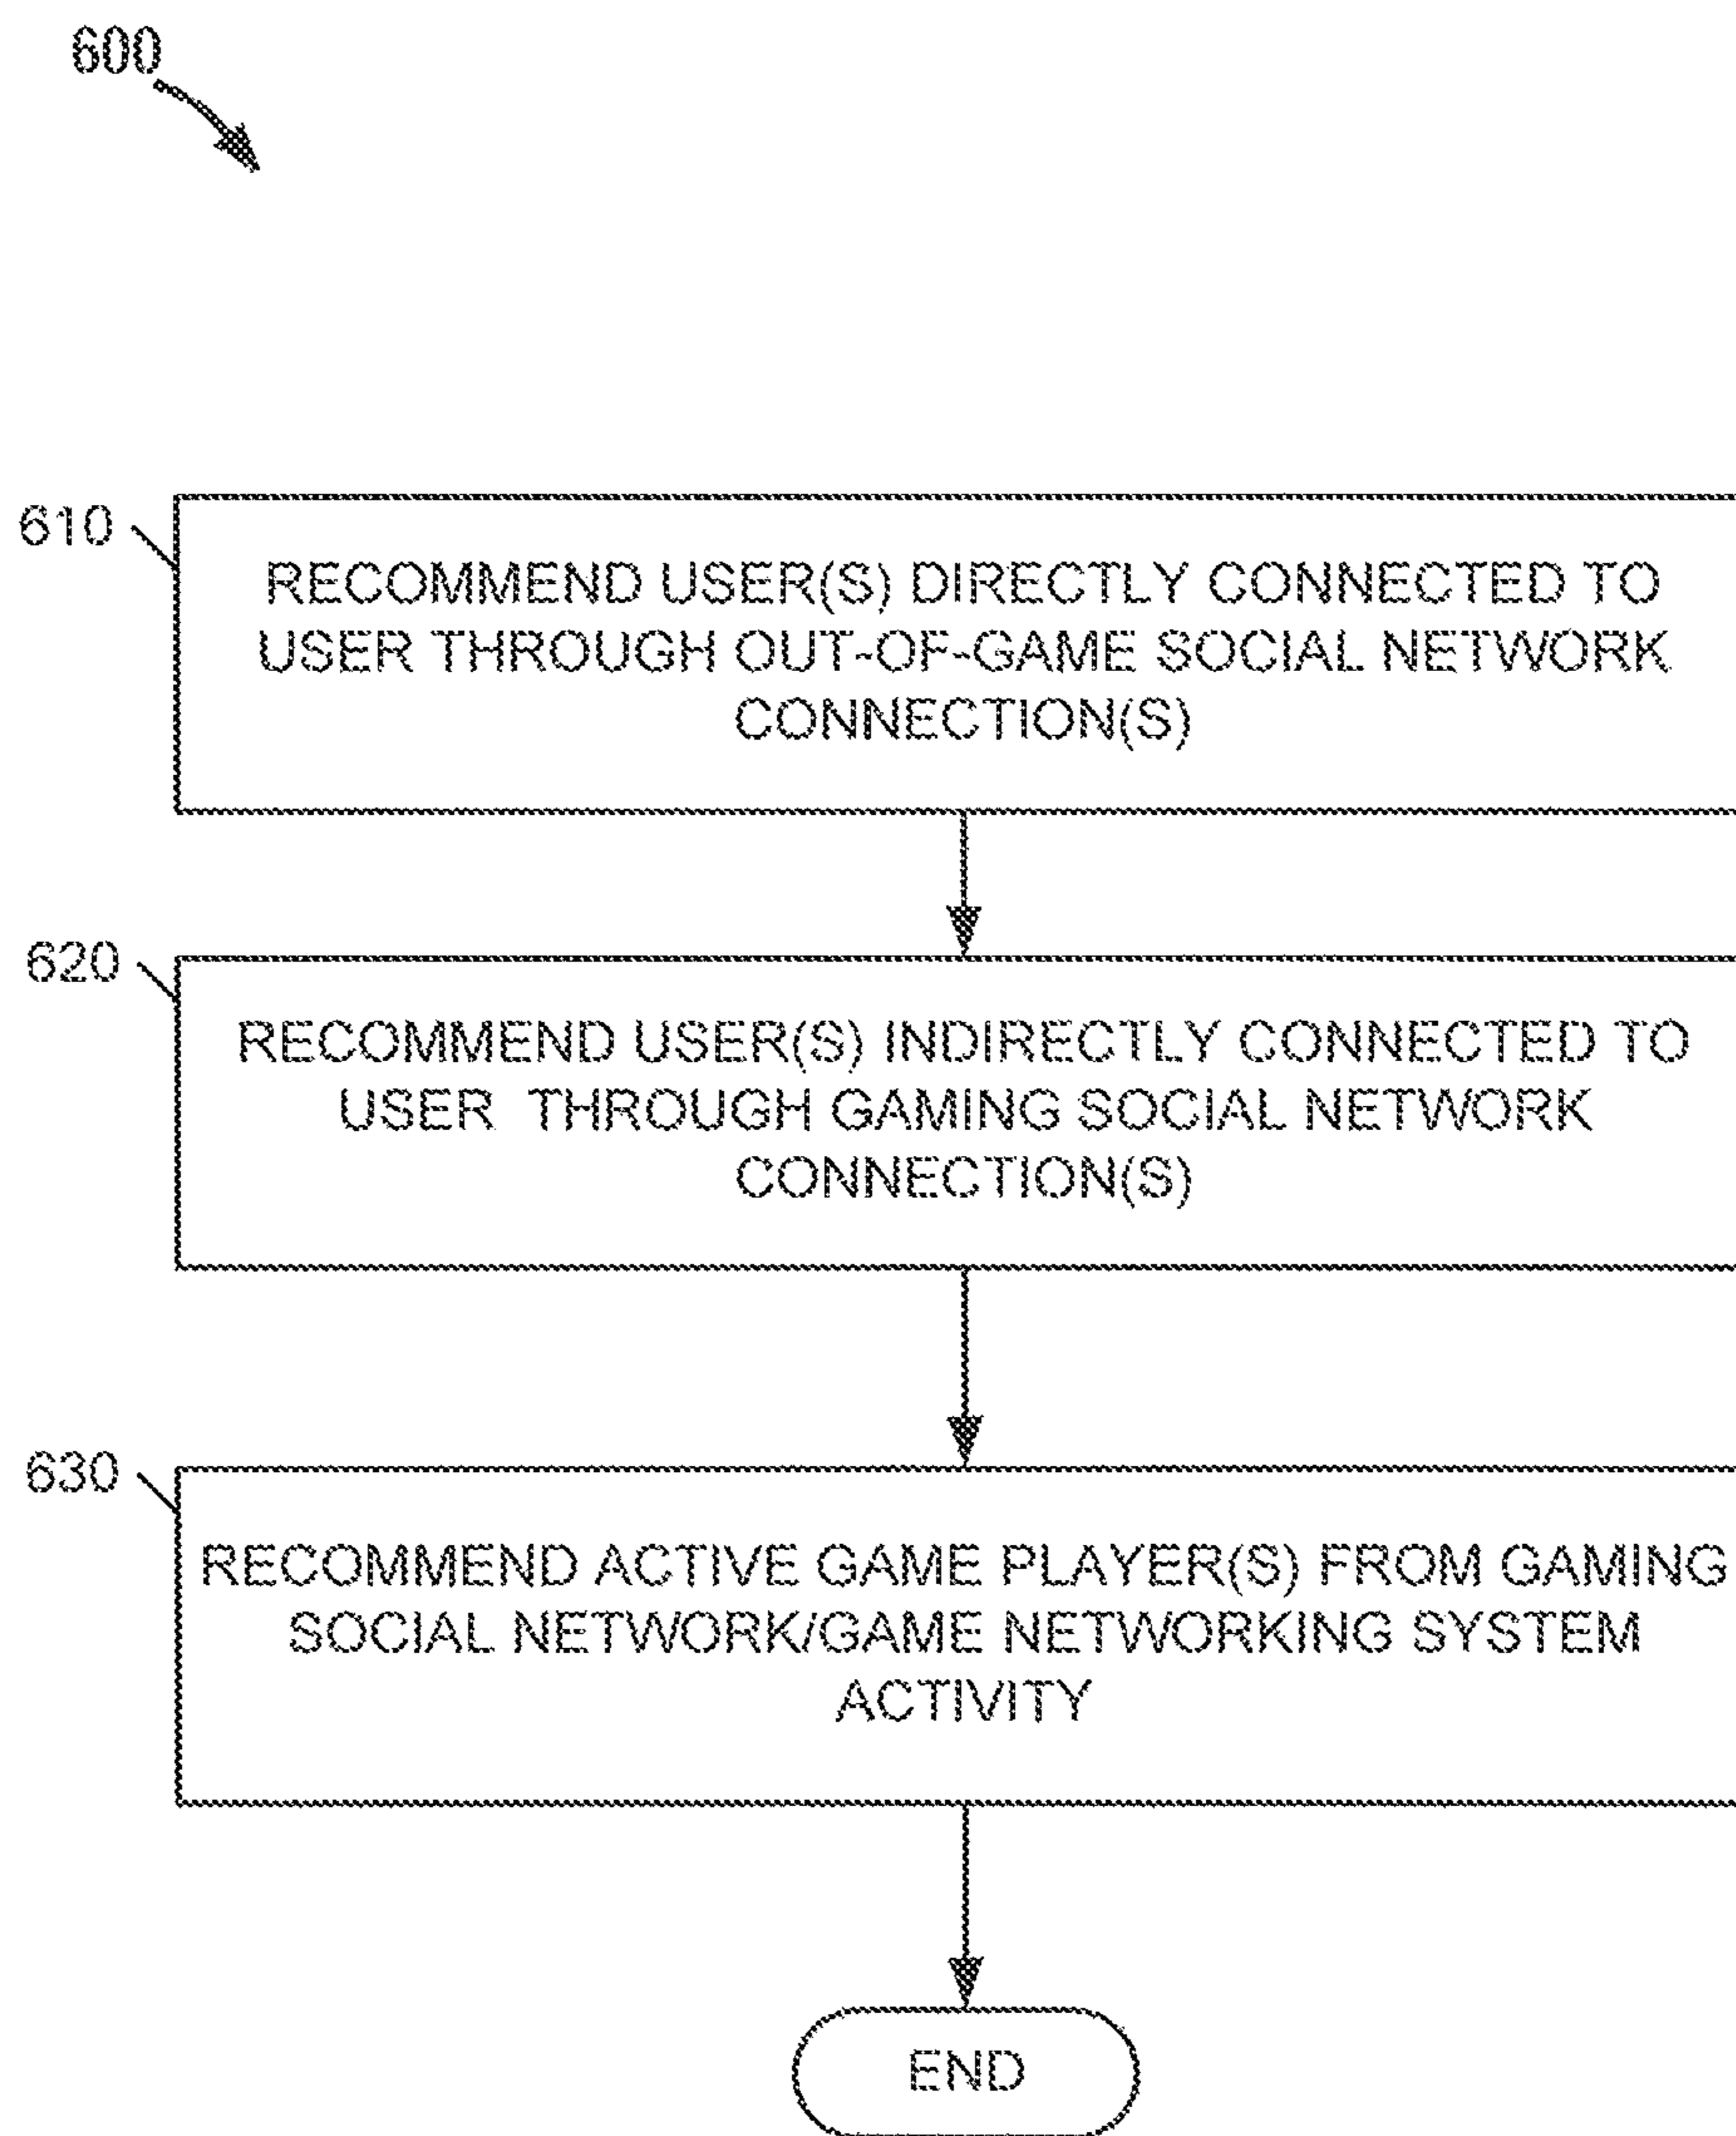 600
610
RECOMMEND USER(S) DIRECTLY CONNECTED TO
USER THROUGH OUT-OF-GAME SOCIAL NETWORK
CONNECTION(S)
620
RECOMMEND USER(S) INDIRECTLY CONNECTED TO
USER THROUGH GAMING SOCIAL NETWORK
CONNECTION(S)
630
RECOMMEND ACTIVE GAME PLAYER(S) FROM GAMING
SOCIAL NETWORK/GAME NETWORKING SYSTEM
ACTIVITY
END